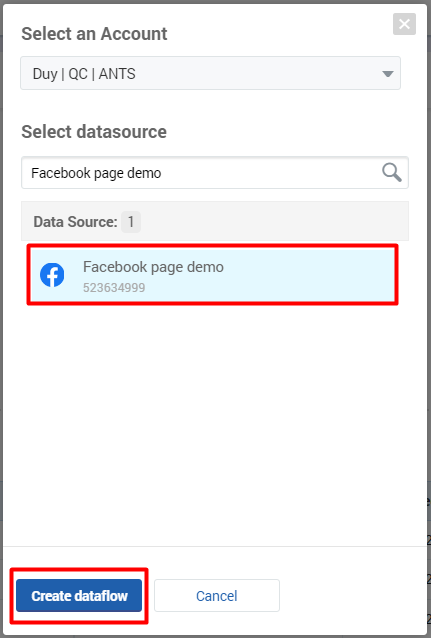 Select an Account
Duy | QC | ANTS
Select datasource
Facebook page demo
Data Source: 1
Facebook page demo
523634999
Create dataflow
Cancel